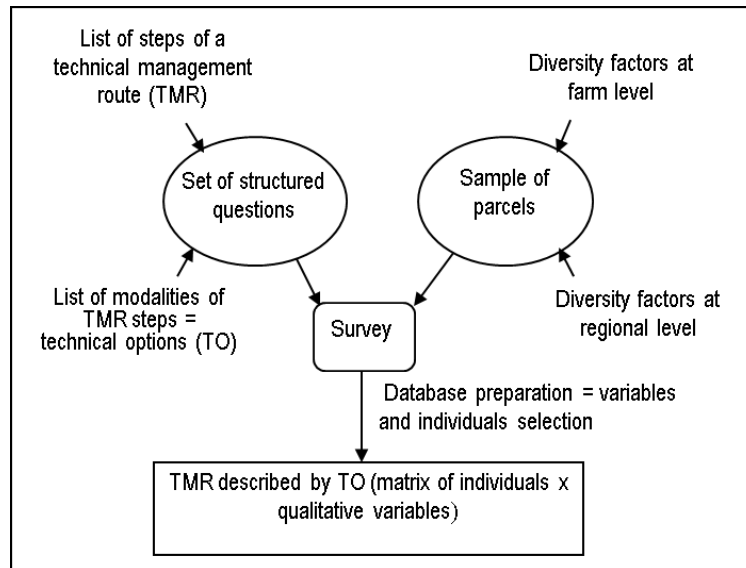 List of steps of a
technical management
route (TMR)
Diversity factors at
farm level
Set of structured
questions
Sample of
parcels
List of modalities of
TMR steps =
technical options (TO)
Diversity factors at
regional level
Survey
Database preparation = variables
and individuals selection
TMR described by TO (matrix of individuals x
qualitative variables)